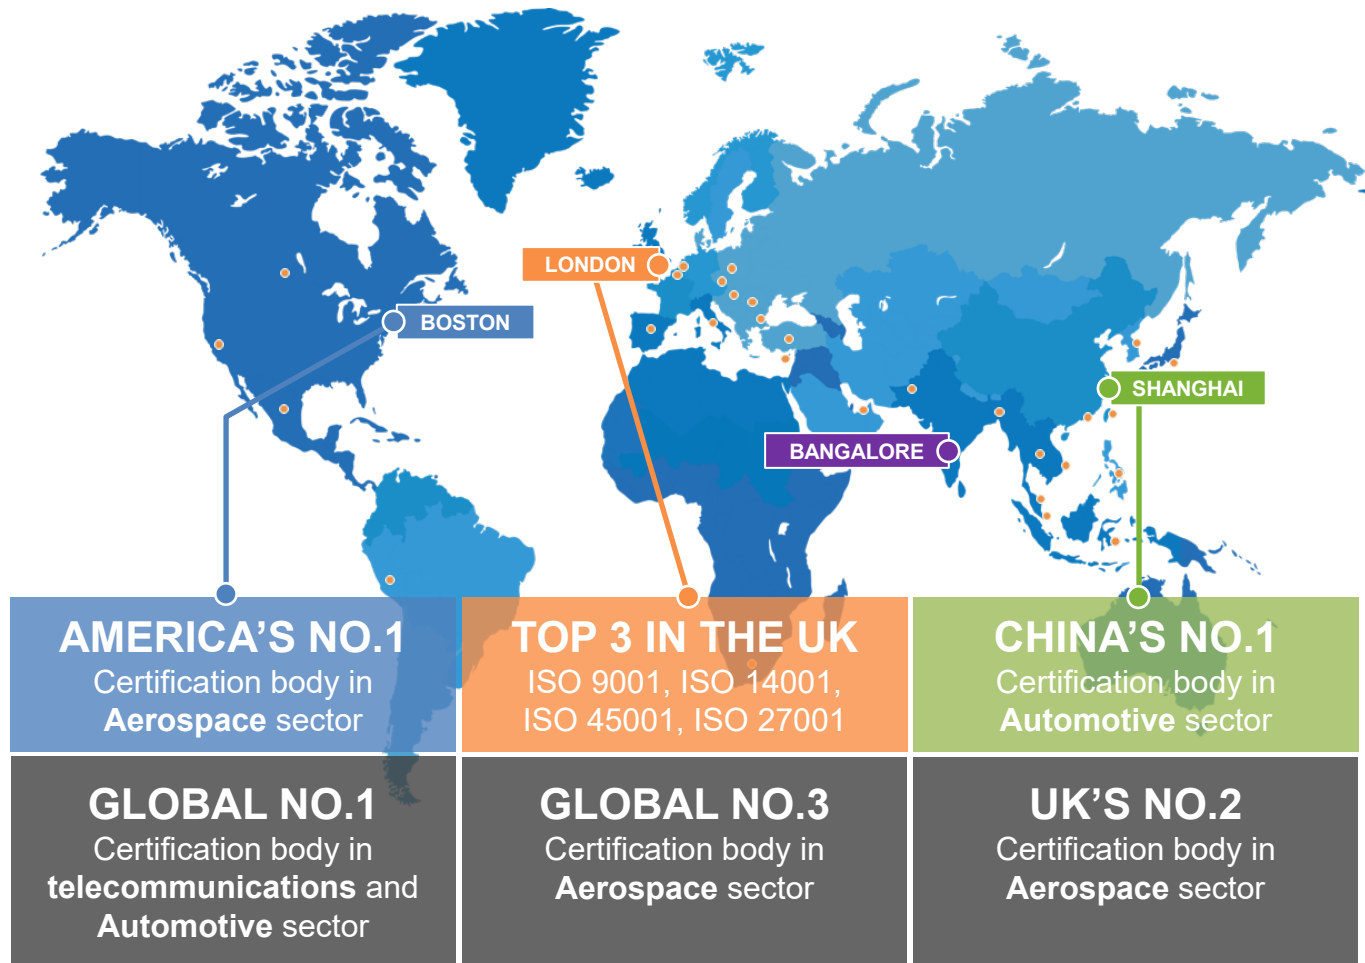 LONDON
BOSTON
SHANGHAI
BANGALORE
AMERICA’S NO.1
Certification body in
Aerospace sector
TOP 3 IN THE UK
ISO 9001, ISO 14001,
ISO 45001, ISO 27001
CHINA’S NO.1
Certification body in
Automotive sector
GLOBAL NO.1
Certification body in
telecommunications and
Automotive sector
GLOBAL NO.3
Certification body in
Aerospace sector
UK’S NO.2
Certification body in
Aerospace sector